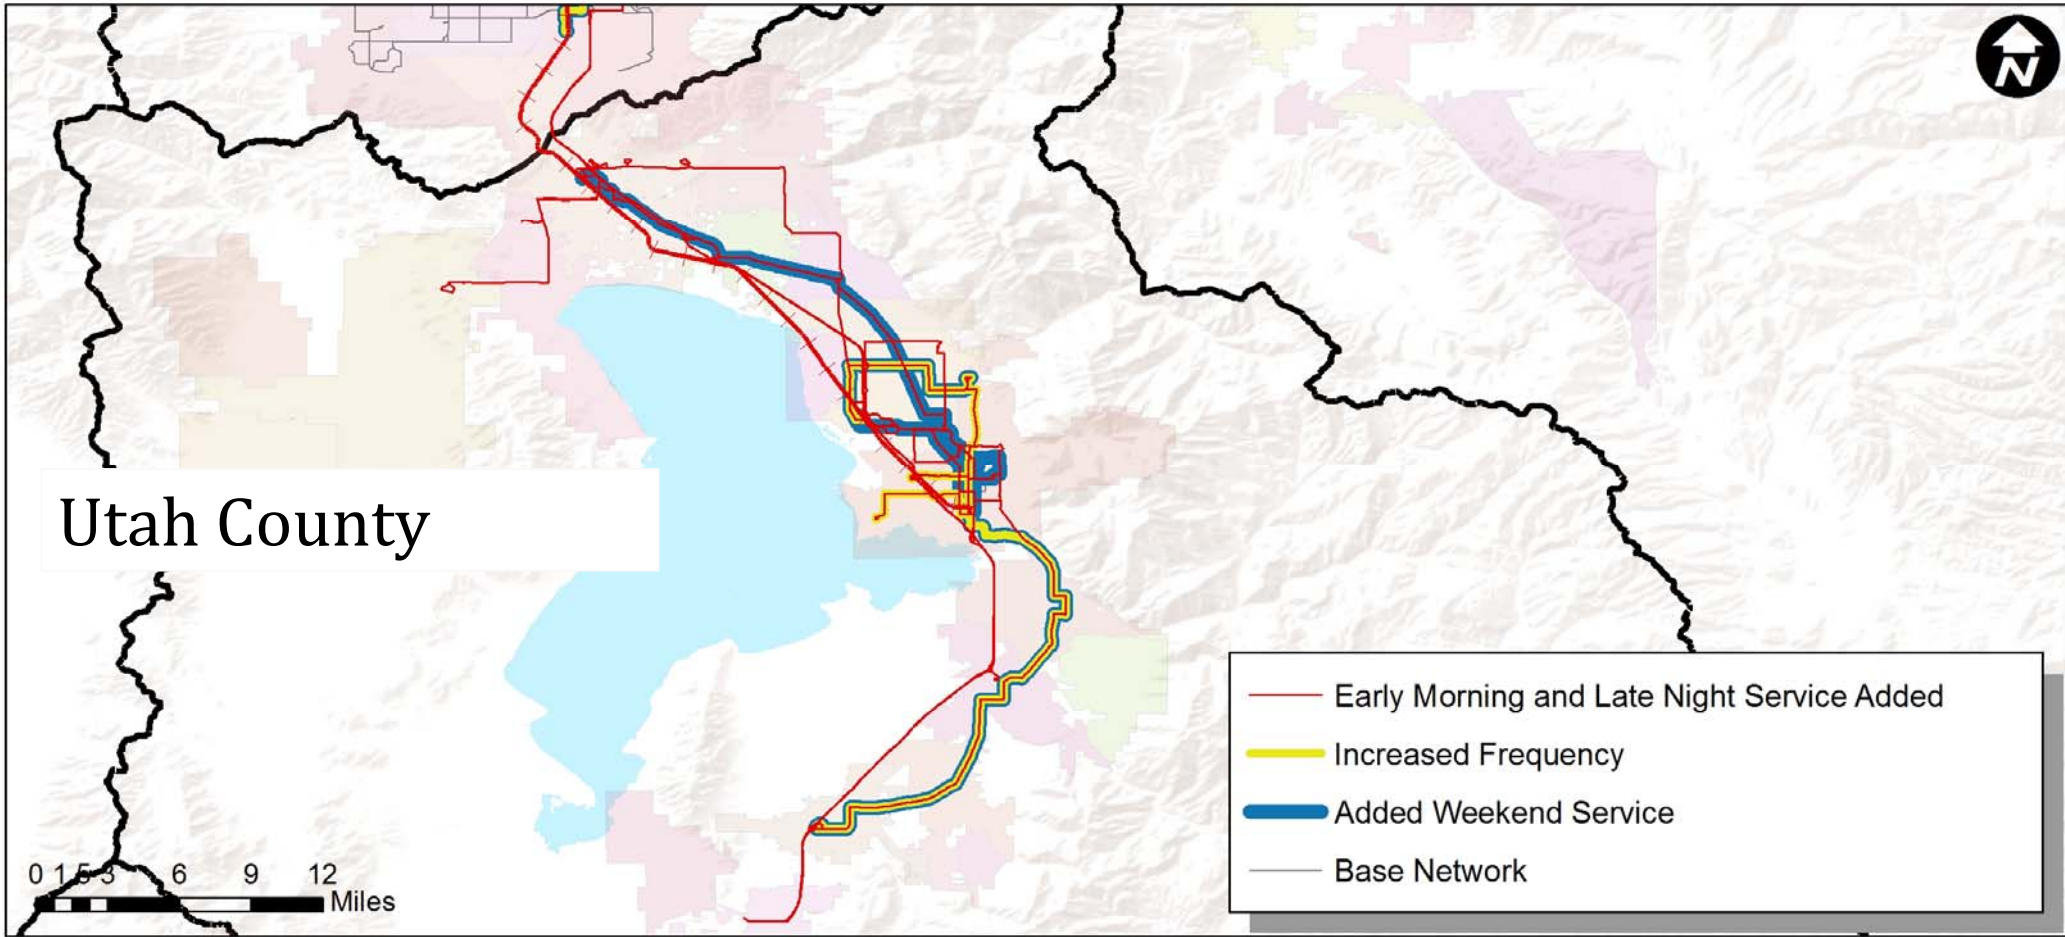 N
Utah County
Early Morning and Late Night Service Added
Increased Frequency
Added Weekend Service
Base Network
0 1.5 3 6 9 12
Miles